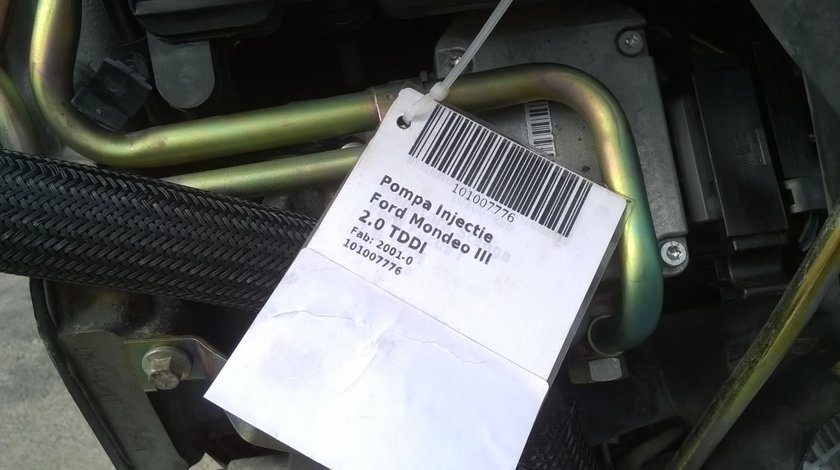 101007776
Pompa Injectie
Ford Mondeo III
2.0 TDDI
Fab: 2001-0
101007776